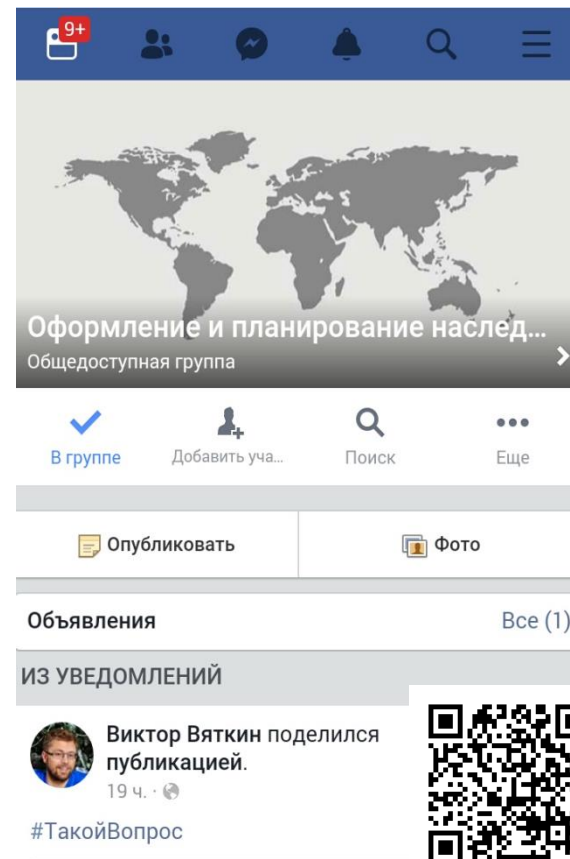 9+
Оформление и планирование наслед...
Общедоступная группа
В группе
Добавить уча...
Поиск
Еще
Опубликовать
Фото
Объявления
Все (1)
ИЗ УВЕДОМЛЕНИЙ
Виктор Вяткин поделился
публикацией.
19 ч. ·
#ТакойВопрос